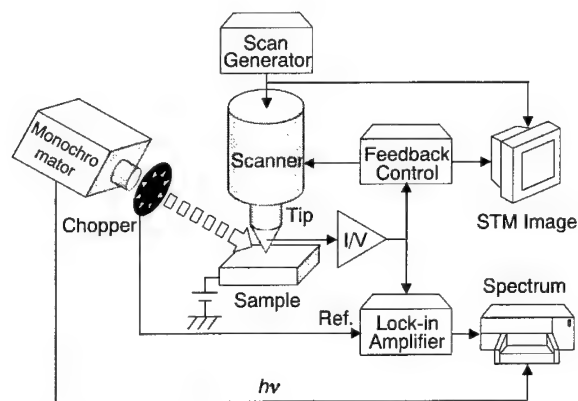 Scan
Generator
Monochro
mator
Scanner
Feedback
Control
Chopper
Tip
I/V
STM Image
Sample
Spectrum
Ref.
Lock-in
Amplifier
hν